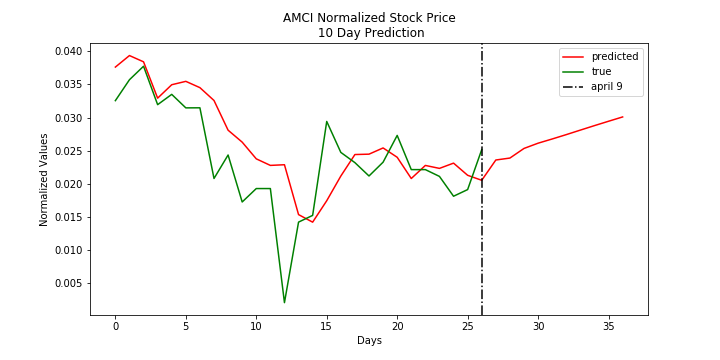 AMCI Normalized Stock Price
10 Day Prediction
predicted
true
april 9
Normalized Values
0.040
0.035
0.030
0.025
0.020
0.015
0.010
0.005
0 5 10 15 20 25 30 35
Days